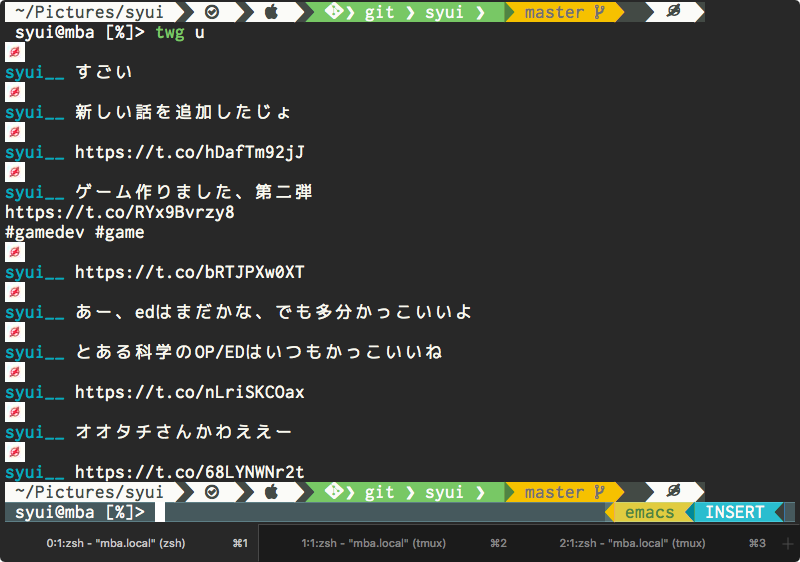 ~/Pictures/syui git ❯ syui ❯ master
syui@mba [%]> twg u
syui__ すごい
syui__ 新しい話を追加したじょ
syui__ https://t.co/hDafTm92jJ
syui__ ゲーム作りました、第二弾
https://t.co/RYx9Bvrzy8
#gamedev #game
syui__ https://t.co/bRTJPXw0XT
syui__ あー、edはまだかな、でも多分かっこいいよ
syui__ とある科学のOP/EDはいつもかっこいいね
syui__ https://t.co/nLriSKCOax
syui__ オオタチさんかわええー
syui__ https://t.co/68LYNWNr2t
~/Pictures/syui git ❯ syui ❯ master
syui@mba [%]> emacs INSERT
0:1:zsh - "mba.local" (zsh) ⌘1 1:1:zsh - "mba.local" (tmux) ⌘2 2:1:zsh - "mba.local" (tmux) ⌘3 +